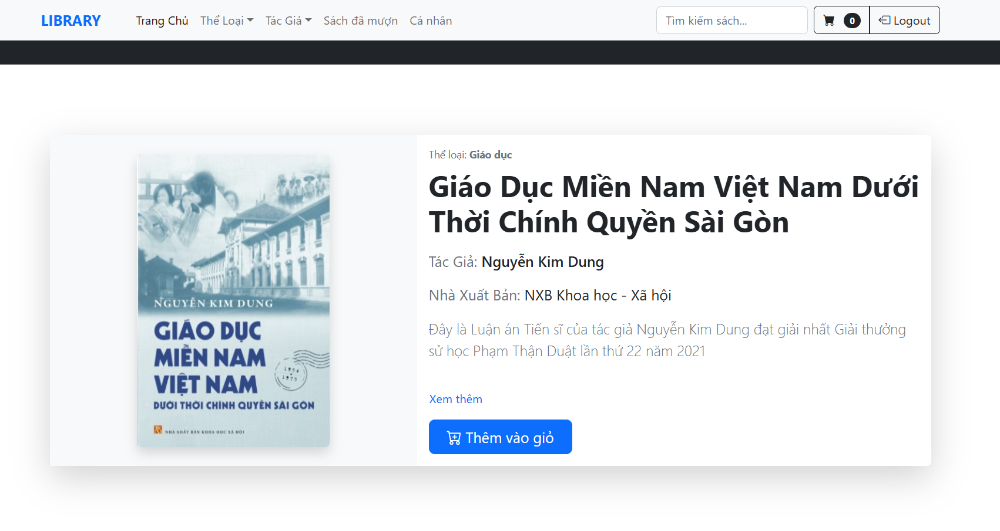 LIBRARY
Trang Chủ
Thể Loại
Tác Giả
Sách đã mượn
Cá nhân
Tìm kiếm sách...
0
Logout
NGUYỄN KIM DUNG
GIÁO DỤC
MIỀN NAM
VIỆT NAM
1954
1975
DƯỚI THỜI CHÍNH QUYỀN SÀI GÒN
NHÀ XUẤT BẢN KHOA HỌC XÃ HỘI
Thể loại: Giáo dục
Giáo Dục Miền Nam Việt Nam Dưới
Thời Chính Quyền Sài Gòn
Tác Giả: Nguyễn Kim Dung
Nhà Xuất Bản: NXB Khoa học - Xã hội
Đây là Luận án Tiến sĩ của tác giả Nguyễn Kim Dung đạt giải nhất Giải thưởng
sử học Phạm Thận Duật lần thứ 22 năm 2021
Xem thêm
Thêm vào giỏ